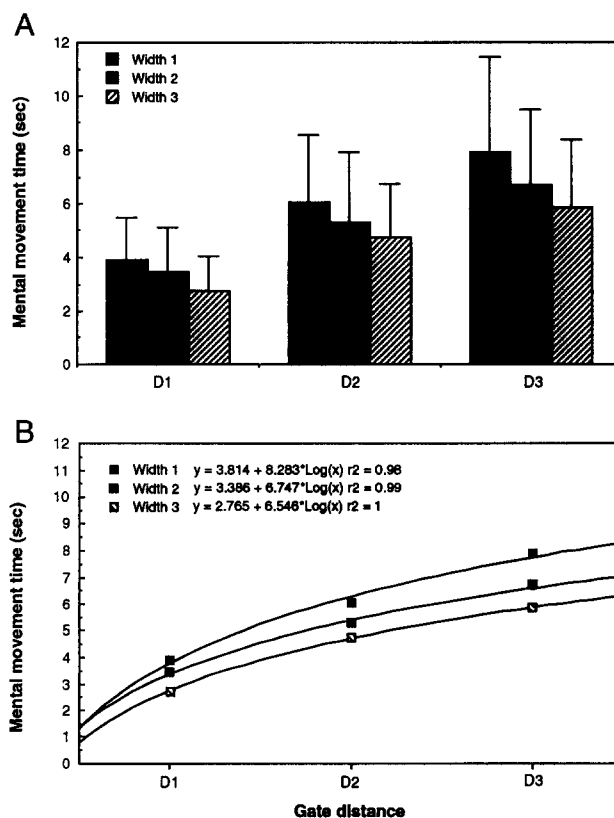 A
Mental movement time (sec)
12
10
8
6
4
2
0
Width 1
Width 2
Width 3
D1 D2 D3
B
Mental movement time (sec)
12
11
10
9
8
7
6
5
4
3
2
1
0
Width 1 y = 3.814 + 8.283*Log(x) r2 = 0.98
Width 2 y = 3.386 + 6.747*Log(x) r2 = 0.99
Width 3 y = 2.765 + 6.546*Log(x) r2 = 1
D1 D2 D3
Gate distance